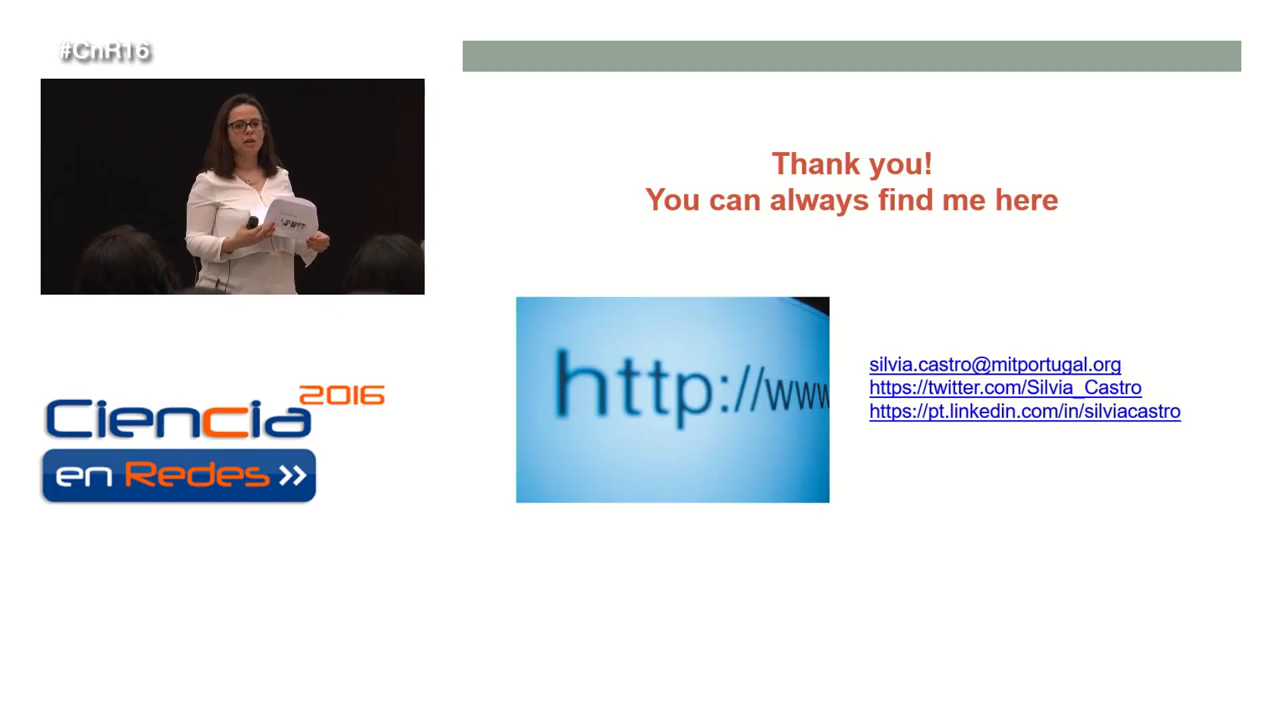 #CnR16
Thank you!
You can always find me here
http://www
silvia.castro@mitportugal.org
https://twitter.com/Silvia_Castro
https://pt.linkedin.com/in/silviacastro
Ciencia 2016
en Redes >>